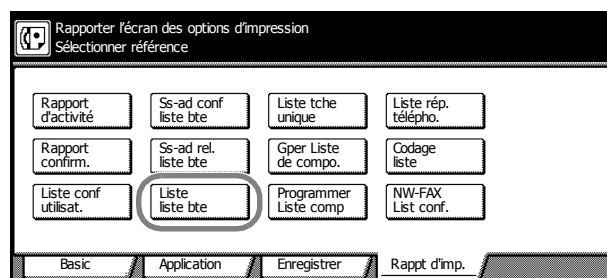 Rapporter l'écran des options d'impression
Sélectionner référence
Rapport d'activité
Ss-ad conf liste bte
Liste tche unique
Liste rép. télépho.
Rapport confirm.
Ss-ad rel. liste bte
Gper Liste de compo.
Codage liste
Liste conf utilisat.
Liste liste bte
Programmer Liste comp
NW-FAX List conf.
Basic
Application
Enregistrer
Rappt d'imp.